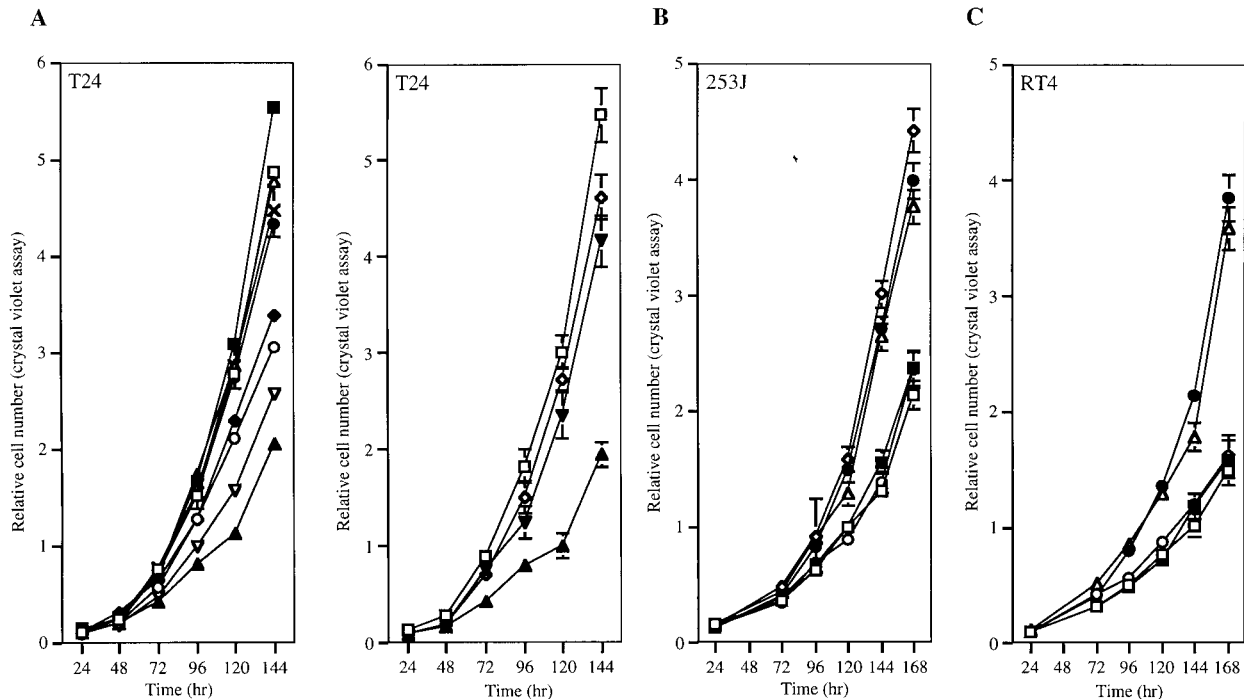 A
B
C
T24
T24
253J
RT4
Relative cell number (crystal violet assay)
6
5
4
3
2
1
0
24 48 72 96 120 144
Time (hr)
Relative cell number (crystal violet assay)
6
5
4
3
2
1
0
24 48 72 96 120 144
Time (hr)
Relative cell number (crystal violet assay)
5
4
3
2
1
0
24 48 72 96 120 144 168
Time (hr)
Relative cell number (crystal violet assay)
5
4
3
2
1
0
24 48 72 96 120 144 168
Time (hr)